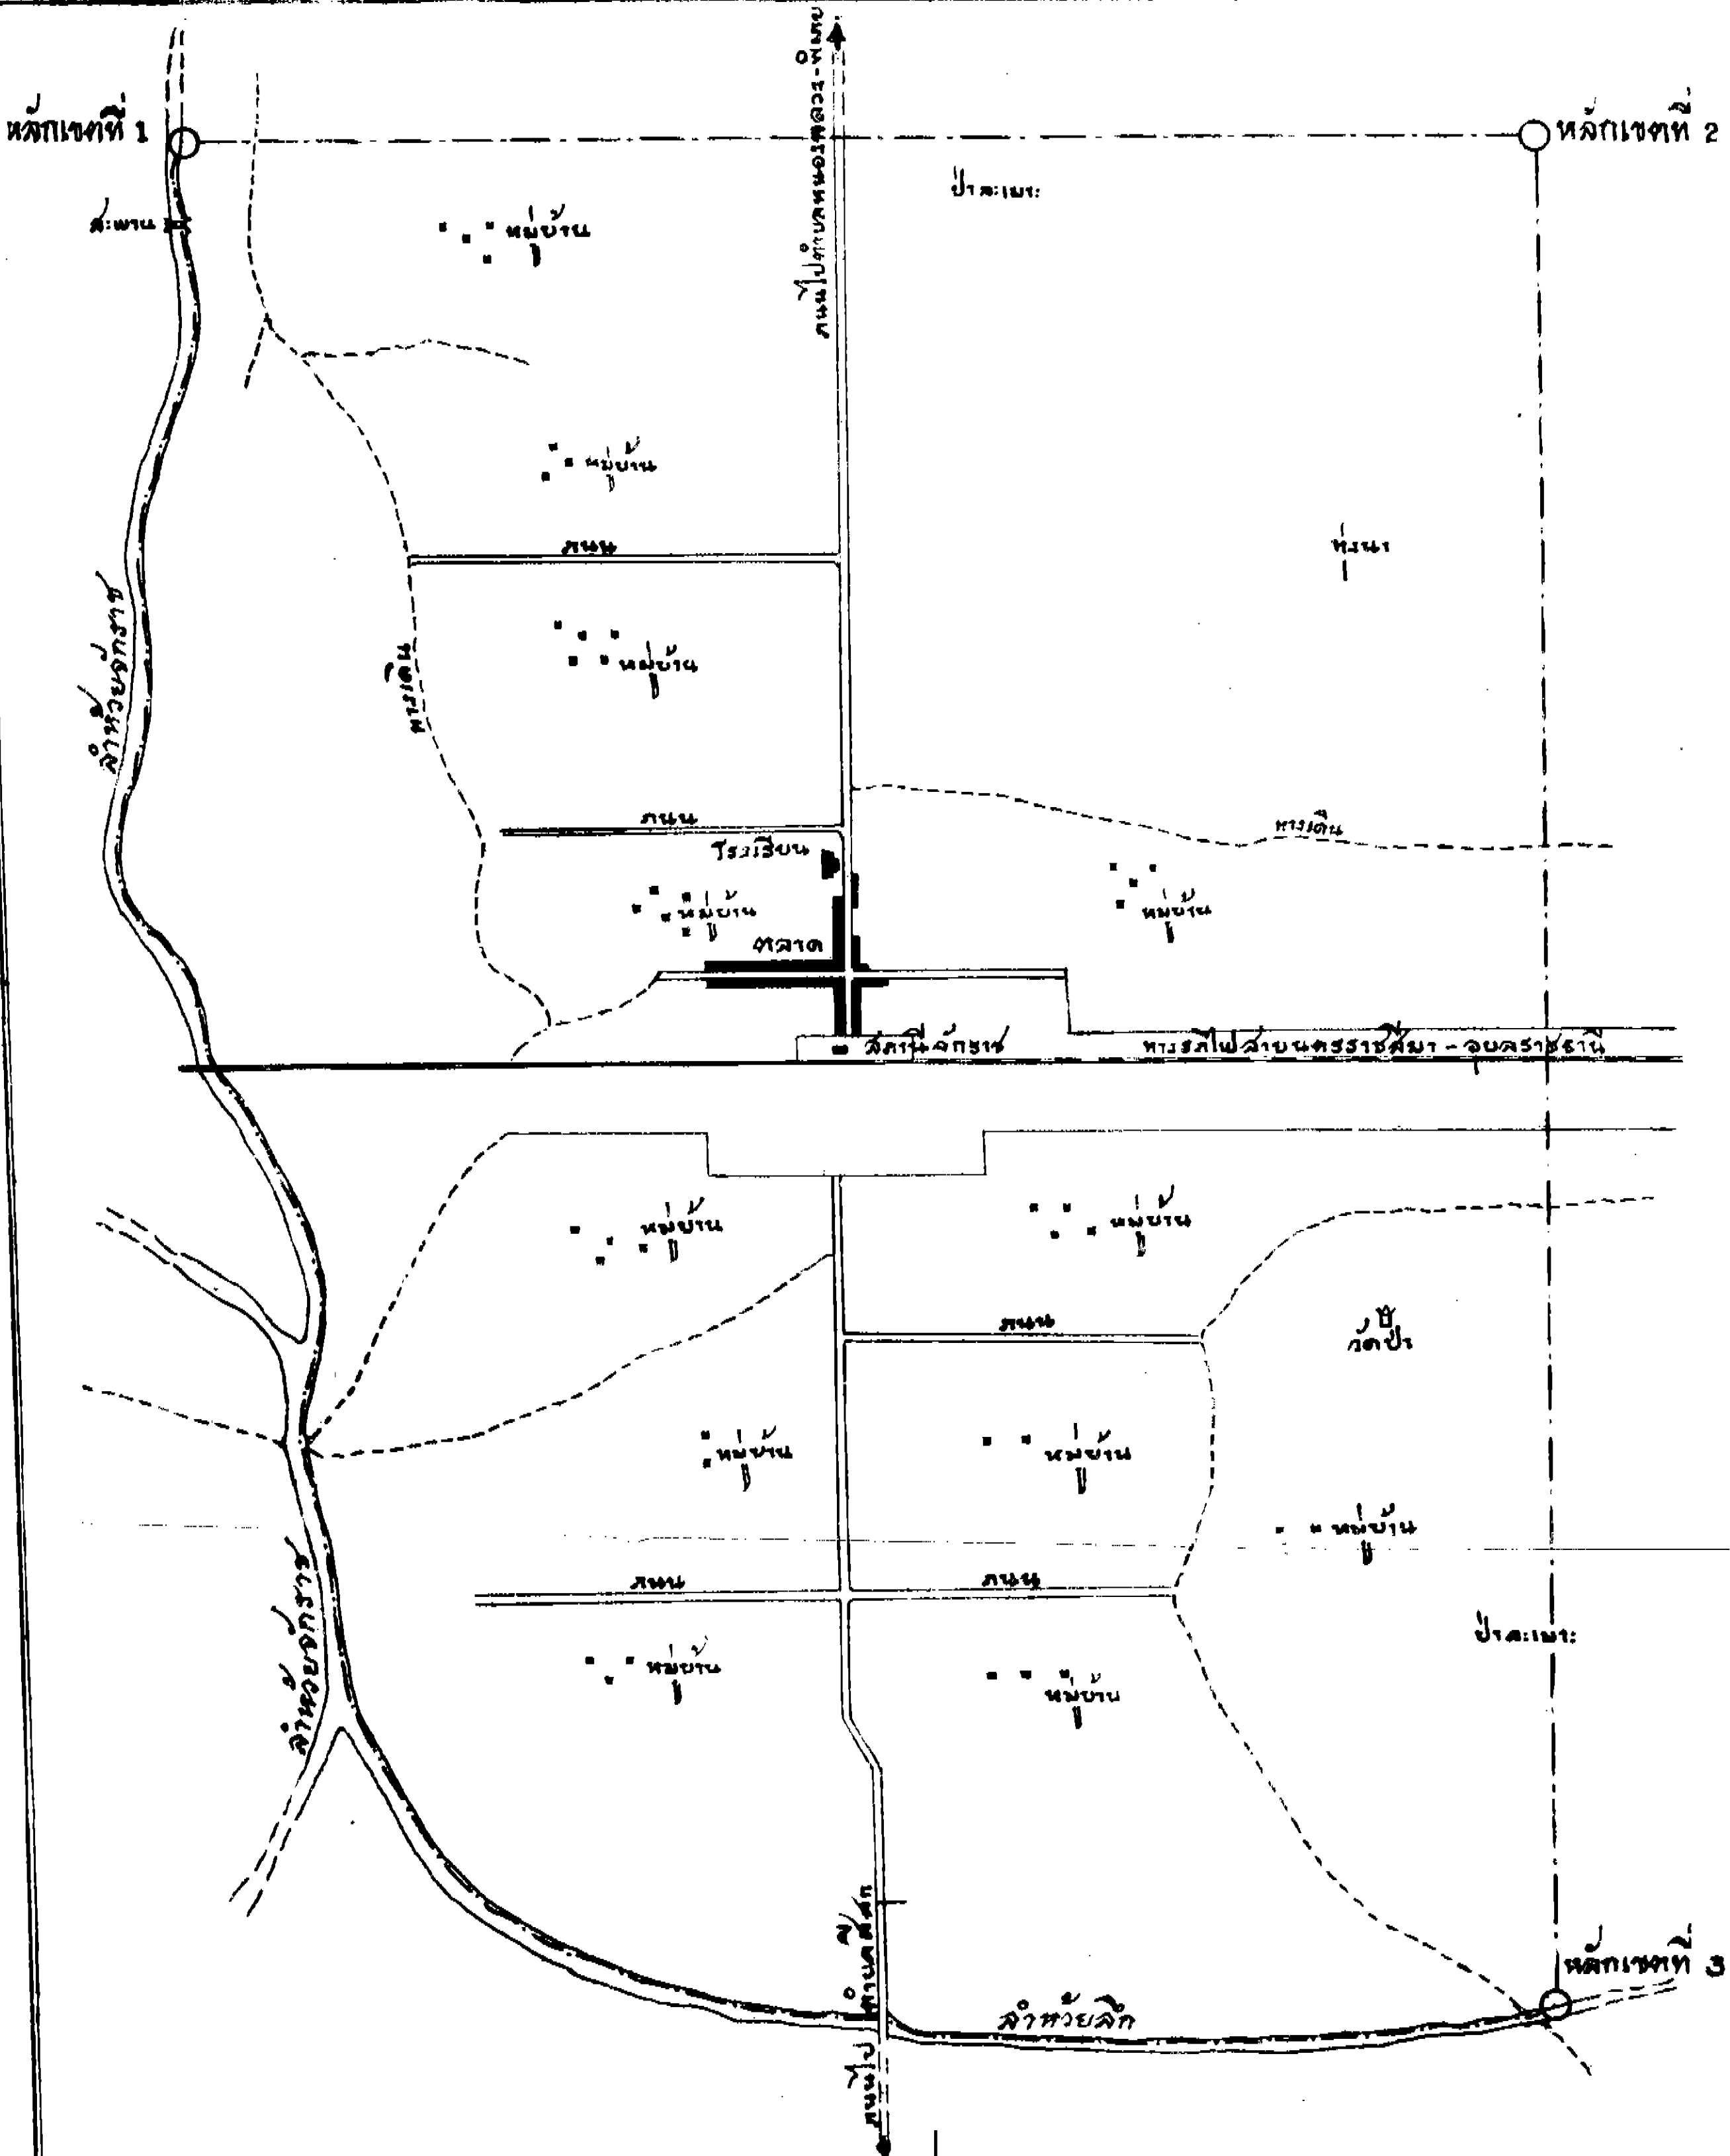 หลักเขตที่ 1
หลักเขตที่ 2
ถนนไปตำบลหนองหลวง-พิมาย
ป่าละเมาะ
สะพาน
หมู่บ้าน
หมู่บ้าน
ถนน
ทุ่งนา
ลำห้วยจักราช
หมู่บ้าน
ทางเดิน
ถนน
ทางเดิน
โรงเรียน
หมู่บ้าน
หมู่บ้าน
ตลาด
สถานีจักราช
ทางรถไฟสายนครราชสีมา - อุบลราชธานี
หมู่บ้าน
หมู่บ้าน
ถนน
วัดป่า
หมู่บ้าน
หมู่บ้าน
หมู่บ้าน
ลำห้วยจักราช
ถนน
ถนน
ป่าละเมาะ
หมู่บ้าน
หมู่บ้าน
ถนนไป
หลักเขตที่ 3
ลำห้วยลึก